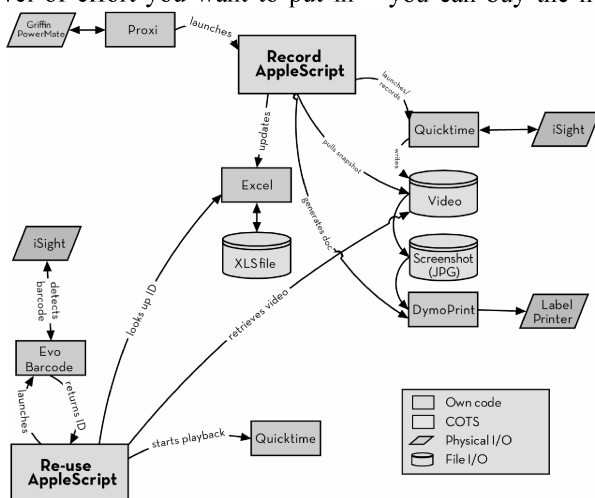 ver of effort you want to put in – you can buy the h
Griffin
PowerMate
Proxi
launches
Record
AppleScript
launches/
records
Quicktime
iSight
updates
pulls snapshot
writes
Excel
Video
generates doc
XLS file
Screenshot
(JPG)
iSight
detects
barcode
looks up ID
retrieves video
DymoPrint
Label
Printer
Evo
Barcode
launches
returns ID
Own code
COTS
Physical I/O
File I/O
starts playback
Quicktime
Re-use
AppleScript